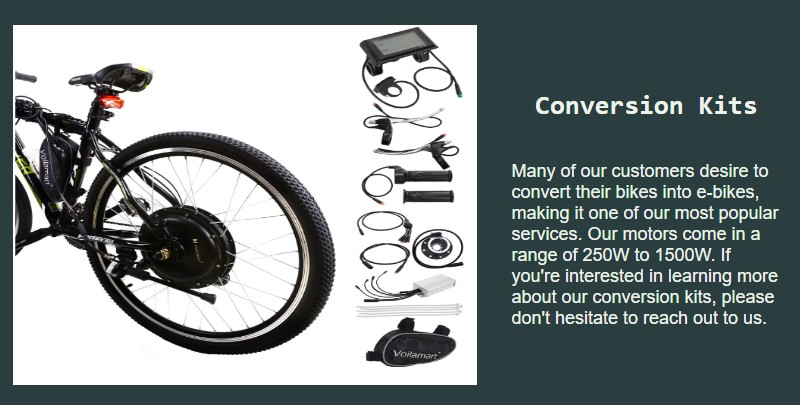 Conversion Kits
Many of our customers desire to
convert their bikes into e-bikes,
making it one of our most popular
services. Our motors come in a
range of 250W to 1500W. If
you're interested in learning more
about our conversion kits, please
don't hesitate to reach out to us.
Voilamart
Voilamart